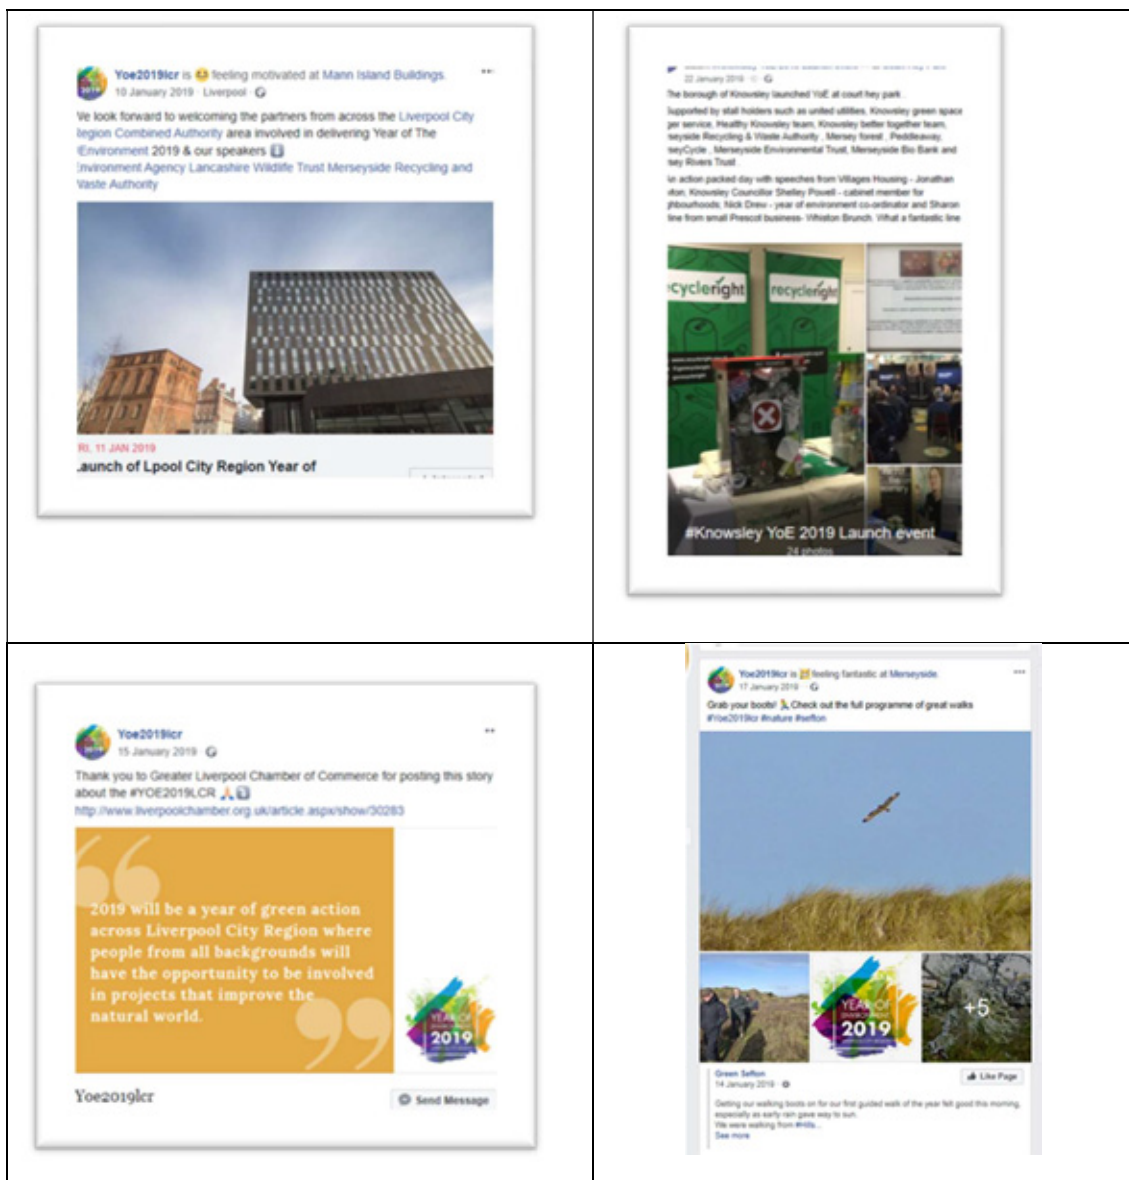 Yoe2019lcr is 😊 feeling motivated at Mann Island Buildings.
10 January 2019 · Liverpool ·
We look forward to welcoming the partners from across the Liverpool City
Region Combined Authority area involved in delivering Year of The
Environment 2019 & our speakers ⬇️
Environment Agency Lancashire Wildlife Trust Merseyside Recycling and
Waste Authority
FRI, 11 JAN 2019
Launch of Lpool City Region Year of
22 January 2019 ·
The borough of Knowsley launched YoE at court hey park .
Supported by stall holders such as united utilities, Knowsley green space
ger service, Healthy Knowsley team, Knowsley better together team,
rseyside Recycling & Waste Authority , Mersey forest , Peddleaway,
rseyCycle , Merseyside Environmental Trust, Merseyside Bio Bank and
rsey Rivers Trust
An action packed day with speeches from Villages Housing - Jonathan
Knowsley Councillor Shelley Powell - cabinet member for
ghbourhoods; Nick Drew - year of environment co-ordinator and Sharon
line from small Prescot business- Whiston Brunch. What a fantastic line
cycleright
recycleright
#Knowsley YoE 2019 Launch event
24 photos
Yoe2019lcr
15 January 2019 ·
Thank you to Greater Liverpool Chamber of Commerce for posting this story
about the #YOE2019LCR 🙏 ⬇️
http://www.liverpoolchamber.org.uk/article.aspx/show/30283
“
2019 will be a year of green action
across Liverpool City Region where
people from all backgrounds will
have the opportunity to be involved
in projects that improve the
natural world.
”
YEAR OF
ENVIRONMENT
2019
Yoe2019lcr
Send Message
Yoe2019lcr is feeling fantastic at Merseyside.
17 January 2019 ·
Grab your boots! Check out the full programme of great walks
#Yoe2019lcr #nature #sefton
YEAR OF
ENVIRONMENT
2019
+5
Green Sefton
14 January 2019 ·
Like Page
Getting our walking boots on for our first guided walk of the year felt good this morning,
especially as early rain gave way to sun.
We were walking from #Hills...
See more